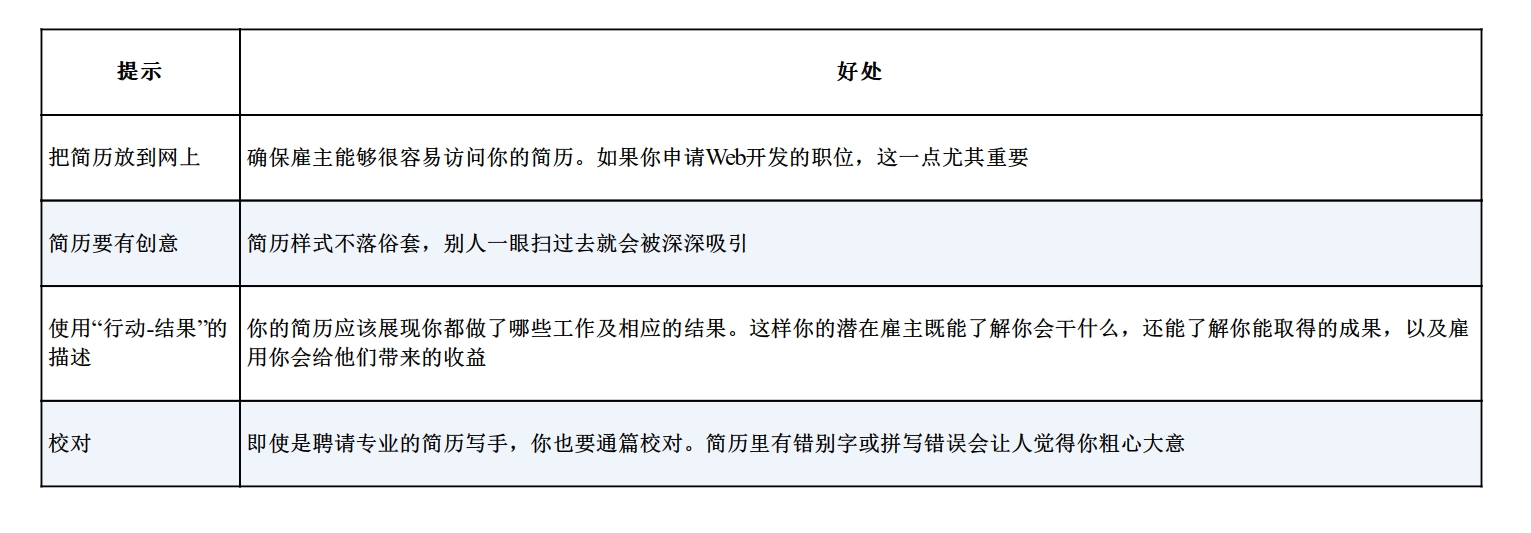 提示
好处
把简历放到网上
确保雇主能够很容易访问你的简历。如果你申请Web开发的职位，这一点尤其重要
简历要有创意
简历样式不落俗套，别人一眼扫过去就会被深深吸引
使用“行动-结果”的
描述
你的简历应该展现你都做了哪些工作及相应的结果。这样你的潜在雇主既能了解你会干什么，还能了解你能取得的成果，以及雇
用你会给他们带来的收益
校对
即使是聘请专业的简历写手，你也要通篇校对。简历里有错别字或拼写错误会让人觉得你粗心大意